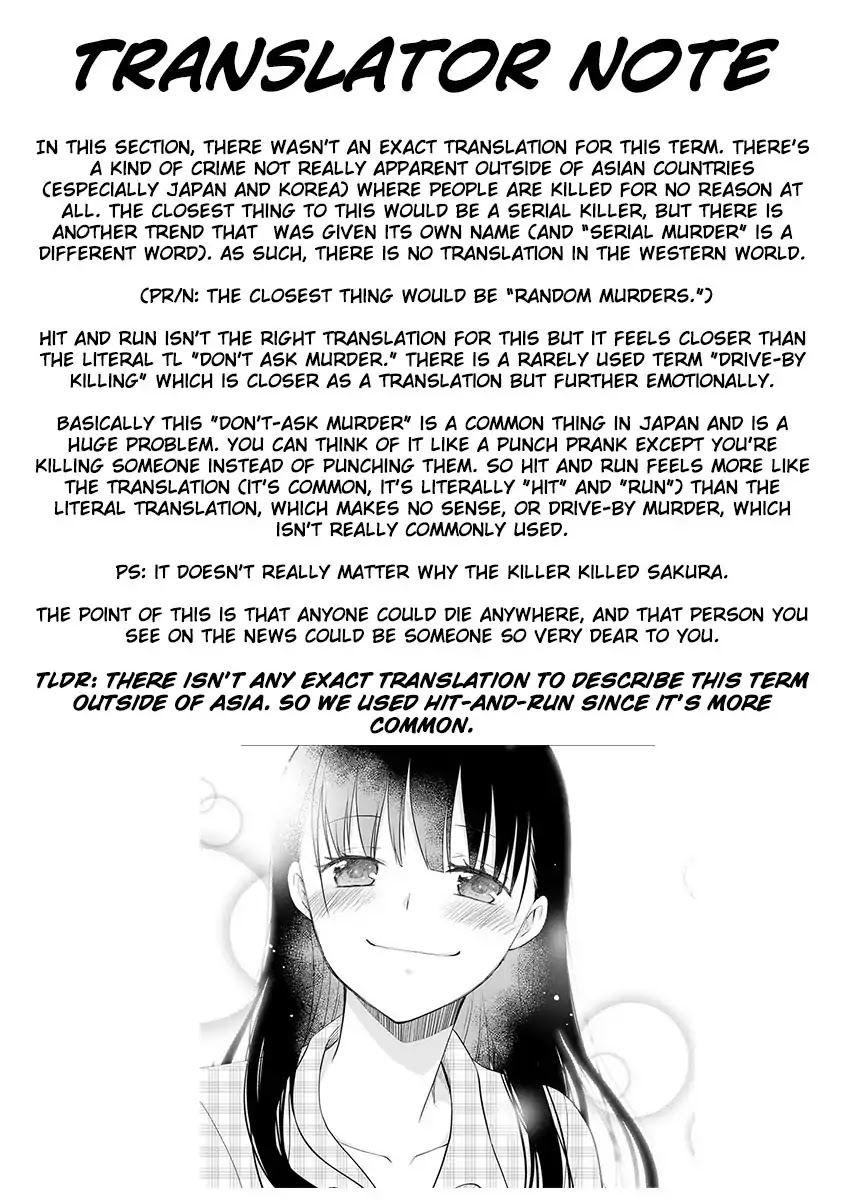 TRANSLATOR NOTE
IN THIS SECTION, THERE WASN'T AN EXACT TRANSLATION FOR THIS TERM. THERE'S
A KIND OF CRIME NOT REALLY APPARENT OUTSIDE OF ASIAN COUNTRIES
(ESPECIALLY JAPAN AND KOREA) WHERE PEOPLE ARE KILLED FOR NO REASON AT
ALL. THE CLOSEST THING TO THIS WOULD BE A SERIAL KILLER, BUT THERE IS
ANOTHER TREND THAT WAS GIVEN ITS OWN NAME (AND "SERIAL MURDER" IS A
DIFFERENT WORD). AS SUCH, THERE IS NO TRANSLATION IN THE WESTERN WORLD.
(PR/N: THE CLOSEST THING WOULD BE "RANDOM MURDERS.")
HIT AND RUN ISN'T THE RIGHT TRANSLATION FOR THIS BUT IT FEELS CLOSER THAN
THE LITERAL TL "DON'T ASK MURDER." THERE IS A RARELY USED TERM "DRIVE-BY
KILLING" WHICH IS CLOSER AS A TRANSLATION BUT FURTHER EMOTIONALLY.
BASICALLY THIS "DON'T-ASK MURDER" IS A COMMON THING IN JAPAN AND IS A
HUGE PROBLEM. YOU CAN THINK OF IT LIKE A PUNCH PRANK EXCEPT YOU'RE
KILLING SOMEONE INSTEAD OF PUNCHING THEM. SO HIT AND RUN FEELS MORE LIKE
THE TRANSLATION (IT'S COMMON, IT'S LITERALLY "HIT" AND "RUN") THAN THE
LITERAL TRANSLATION, WHICH MAKES NO SENSE, OR DRIVE-BY MURDER, WHICH
ISN'T REALLY COMMONLY USED.
PS: IT DOESN'T REALLY MATTER WHY THE KILLER KILLED SAKURA.
THE POINT OF THIS IS THAT ANYONE COULD DIE ANYWHERE, AND THAT PERSON YOU
SEE ON THE NEWS COULD BE SOMEONE SO VERY DEAR TO YOU.
TLDR: THERE ISN'T ANY EXACT TRANSLATION TO DESCRIBE THIS TERM
OUTSIDE OF ASIA. SO WE USED HIT-AND-RUN SINCE IT'S MORE
COMMON.